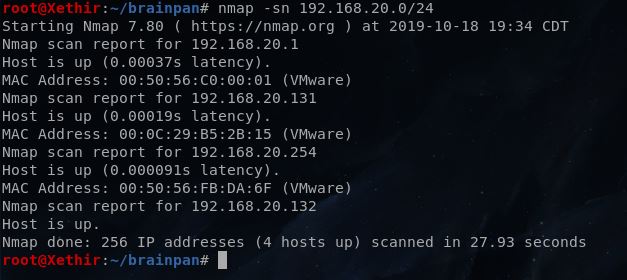 root@Xethir:~/brainpan# nmap -sn 192.168.20.0/24
Starting Nmap 7.80 ( https://nmap.org ) at 2019-10-18 19:34 CDT
Nmap scan report for 192.168.20.1
Host is up (0.00037s latency).
MAC Address: 00:50:56:C0:00:01 (VMware)
Nmap scan report for 192.168.20.131
Host is up (0.00019s latency).
MAC Address: 00:0C:29:B5:2B:15 (VMware)
Nmap scan report for 192.168.20.254
Host is up (0.000091s latency).
MAC Address: 00:50:56:FB:DA:6F (VMware)
Nmap scan report for 192.168.20.132
Host is up.
Nmap done: 256 IP addresses (4 hosts up) scanned in 27.93 seconds
root@Xethir:~/brainpan#